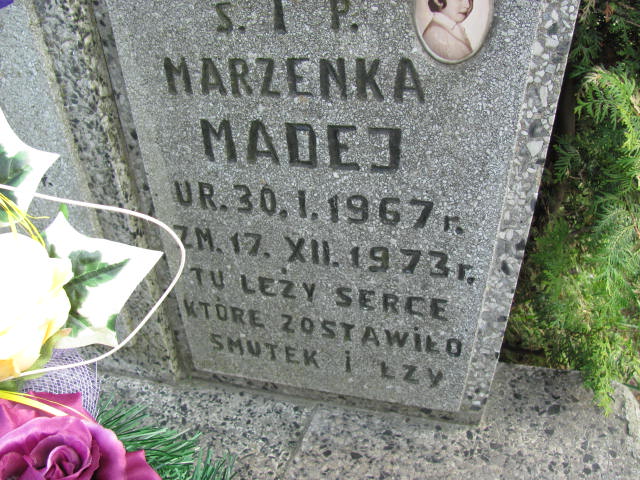 Ś. I P.
MARZENKA
MADEJ
UR. 30. I. 1967 r.
ZM. 17. XII. 1973 r.
TU LEŻY SERCE
KTÓRE ZOSTAWIŁO
SMUTEK i ŁZY